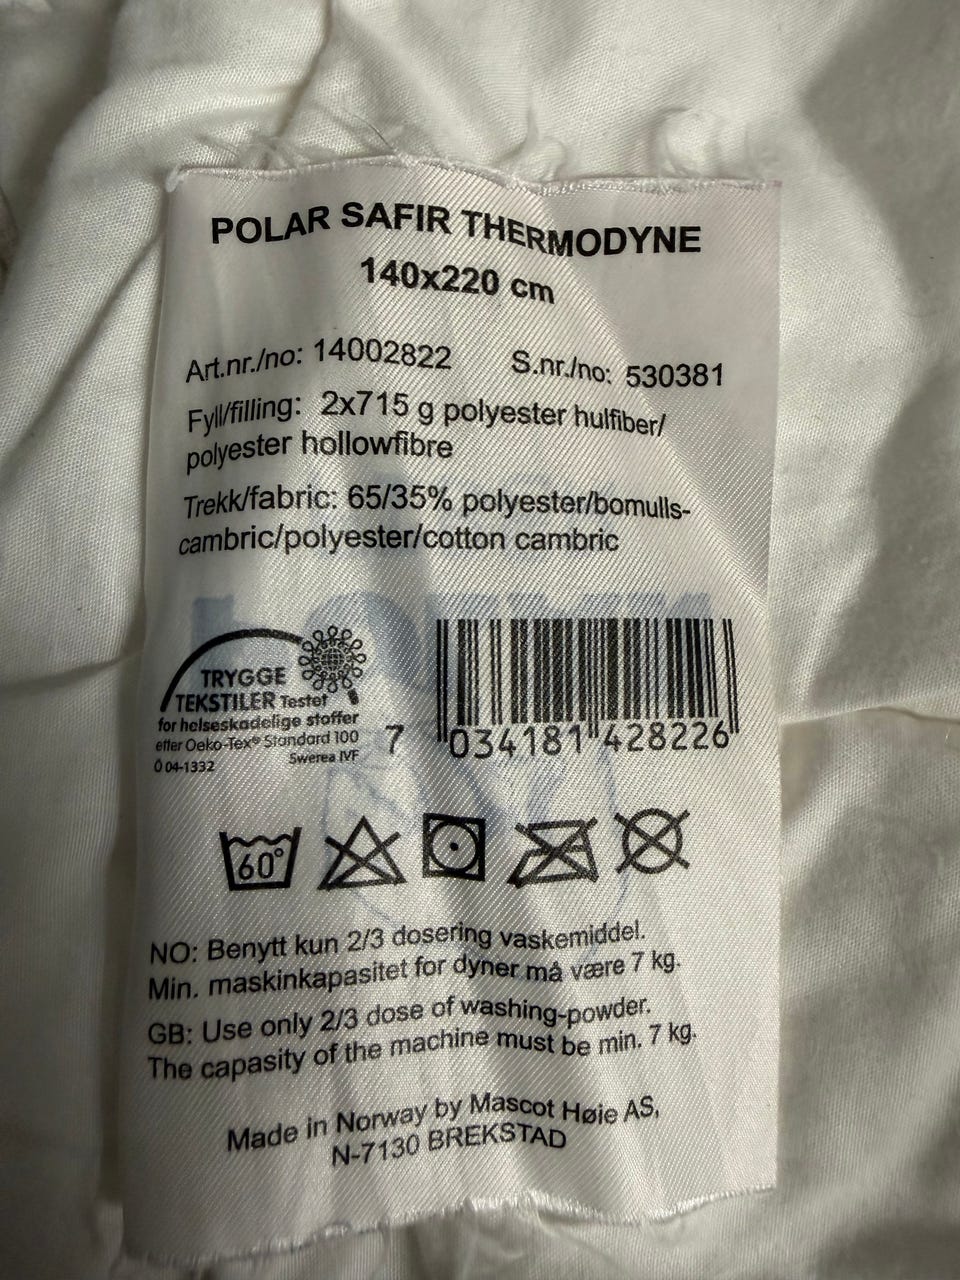 POLAR SAFIR THERMODYNE
140x220 cm
Art.nr./no: 14002822 S.nr./no: 530381
Fyll/filling: 2x715 g polyester hulfiber/
polyester hollowfibre
Trekk/fabric: 65/35% polyester/bomulls-
cambric/polyester/cotton cambric
TRYGGE
TEKSTILER Testet
for helseskadelige stoffer
etter Oeko-Tex® Standard 100
Ö 04-1332 Swerea IVF
7 034181 428226
60°
NO: Benytt kun 2/3 dosering vaskemiddel.
Min. maskinkapasitet for dyner må være 7 kg.
GB: Use only 2/3 dose of washing-powder.
The capasity of the machine must be min. 7 kg.
Made in Norway by Mascot Høie AS,
N-7130 BREKSTAD